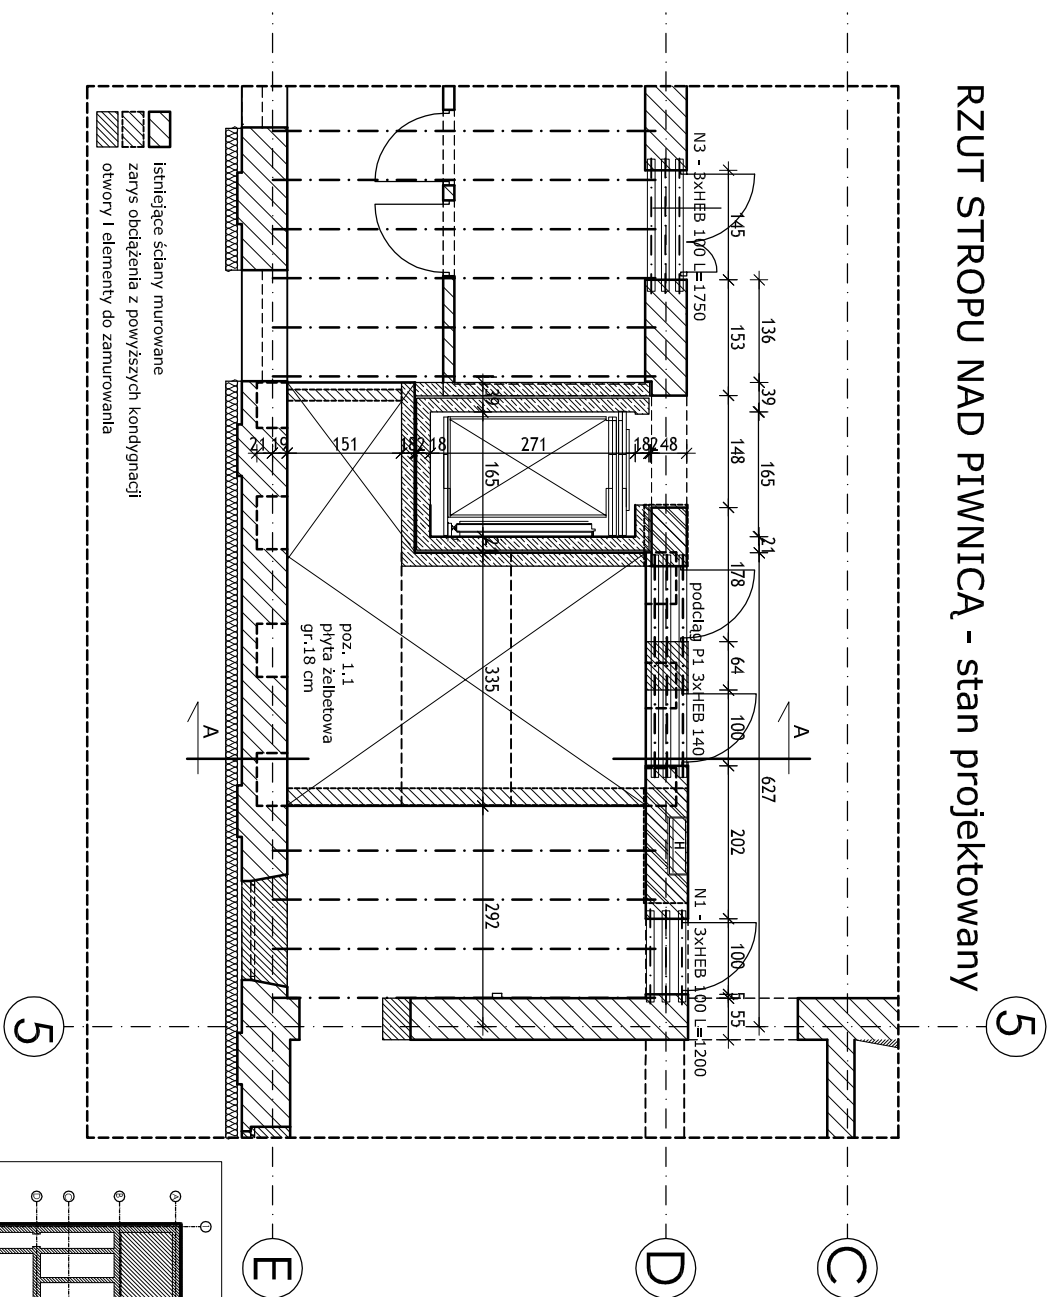 RZUT STROPU NAD PIWNICĄ - stan projektowany
5
C
D
E
5
A
A
136
39
165
21
627
145
153
148
178
64
100
202
100
5
55
N3 - 3xHEB 100 L=1750
podciąg P1 3xHEB 140
N1 - 3xHEB 100 L=1200
H
21
19
151
18
2
18
271
18
2
48
39
165
21
335
292
poz. 1.1
płyta żelbetowa
gr.18 cm
istniejące ściany murowane
zarys obciążenia z powyższych kondygnacji
otwory i elementy do zamurowania
A
B
C
D